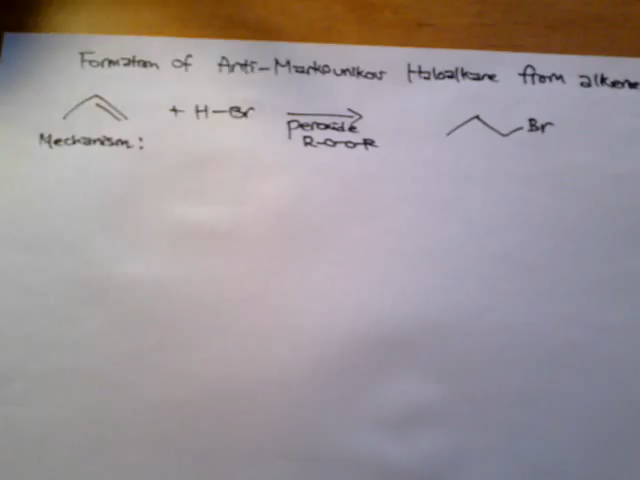 Formation of Anti-Markovnikov Haloalkane from alkene
+ H-Br
peroxide
R-O-O-R
Br
Mechanism: